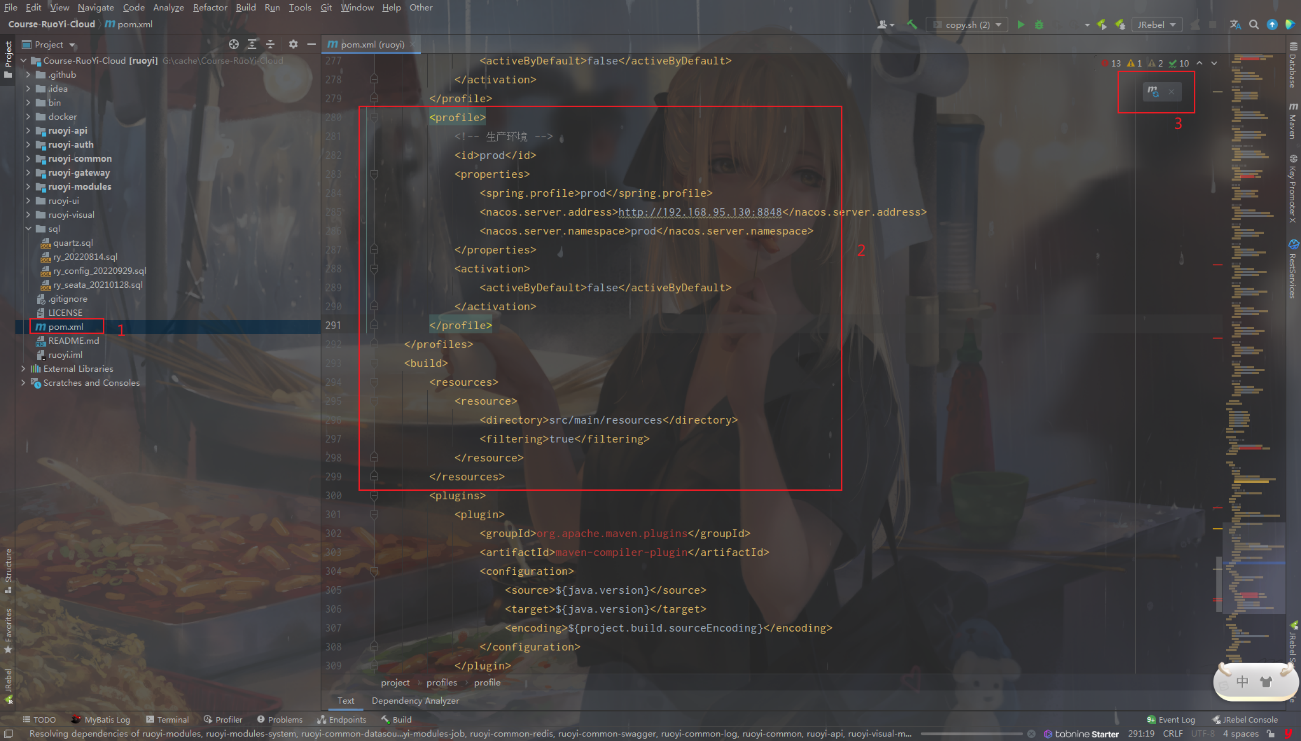 File Edit View Navigate Code Analyze Refactor Build Run Tools Git Window Help Other
Course-RuoYi-Cloud pom.xml
copy.sh (2)
JRebel
Project
pom.xml (ruoyi)
Course-RuoYi-Cloud [ruoyi] G:\cache\Course-RuoYi-Cloud
.github
.idea
bin
docker
ruoyi-api
ruoyi-auth
ruoyi-common
ruoyi-gateway
ruoyi-modules
ruoyi-ui
ruoyi-visual
sql
quartz.sql
ry_20220814.sql
ry_config_20220929.sql
ry_seata_20210128.sql
.gitignore
LICENSE
pom.xml
1
README.md
ruoyi.iml
External Libraries
Scratches and Consoles
Project
Structure
Favorites
JRebel
13 1 2 10
3
2
277 <activeByDefault>false</activeByDefault>
278 </activation>
279 </profile>
280 <profile>
281 <!-- 生产环境 -->
282 <id>prod</id>
283 <properties>
284 <spring.profile>prod</spring.profile>
285 <nacos.server.address>http://192.168.95.130:8848</nacos.server.address>
286 <nacos.server.namespace>prod</nacos.server.namespace>
287 </properties>
288 <activation>
289 <activeByDefault>false</activeByDefault>
290 </activation>
291 </profile>
292 </profiles>
293 <build>
294 <resources>
295 <resource>
296 <directory>src/main/resources</directory>
297 <filtering>true</filtering>
298 </resource>
299 </resources>
300 <plugins>
301 <plugin>
302 <groupId>org.apache.maven.plugins</groupId>
303 <artifactId>maven-compiler-plugin</artifactId>
304 <configuration>
305 <source>${java.version}</source>
306 <target>${java.version}</target>
307 <encoding>${project.build.sourceEncoding}</encoding>
308 </configuration>
309 </plugin>
project profiles profile
Text Dependency Analyzer
Database
Maven
Key Promoter X
RestServices
中
TODO MyBatis Log Terminal Profiler Problems Endpoints Build
Event Log JRebel Console
Resolving dependencies of ruoyi-modules, ruoyi-modules-system, ruoyi-common-datasou...yi-modules-job, ruoyi-common-redis, ruoyi-common-swagger, ruoyi-common-log, ruoyi-common, ruoyi-api, ruoyi-visual-m...
tabnine Starter 291:19 CRLF UTF-8 4 spaces